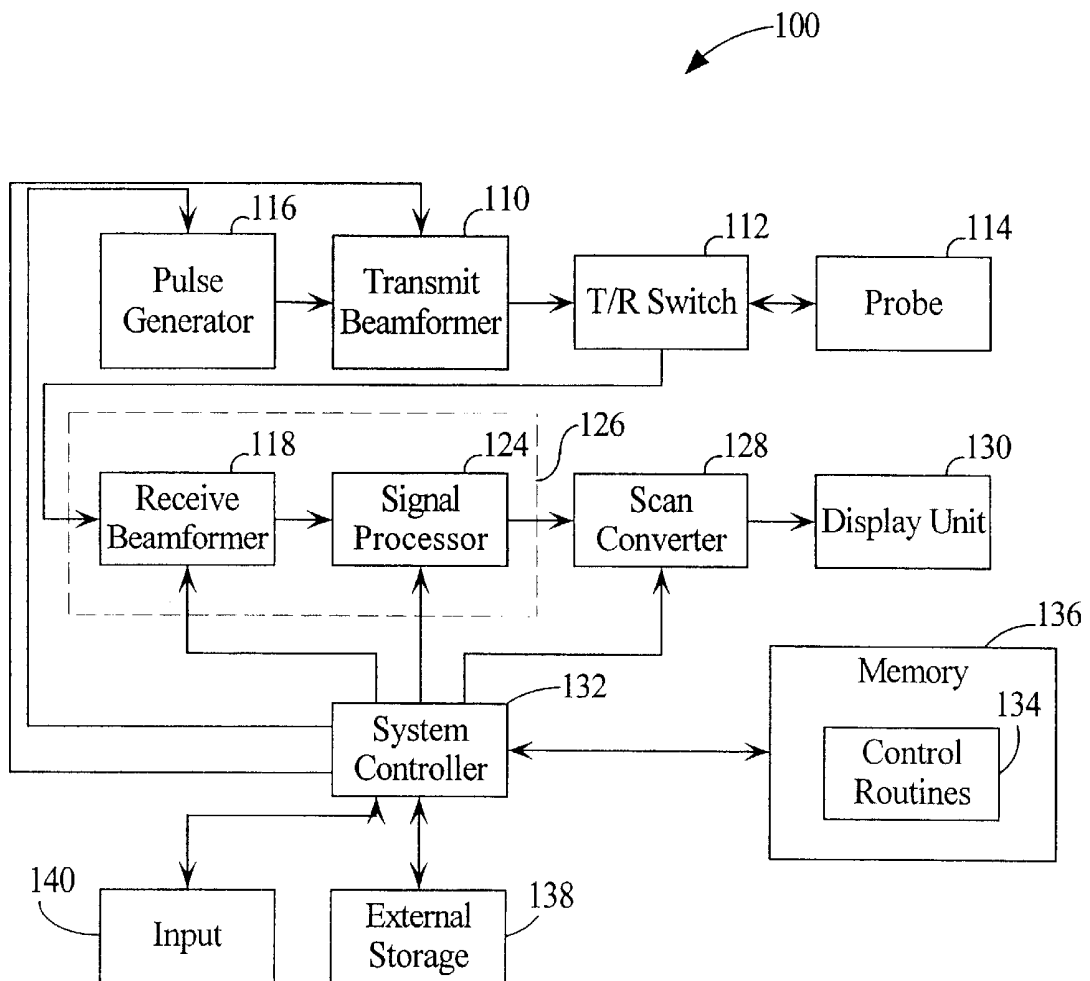 100
116
110
112
114
Pulse
Generator
Transmit
Beamformer
T/R Switch
Probe
118
124
126
128
130
Receive
Beamformer
Signal
Processor
Scan
Converter
Display Unit
132
136
System
Controller
Memory
134
Control
Routines
140
Input
138
External
Storage